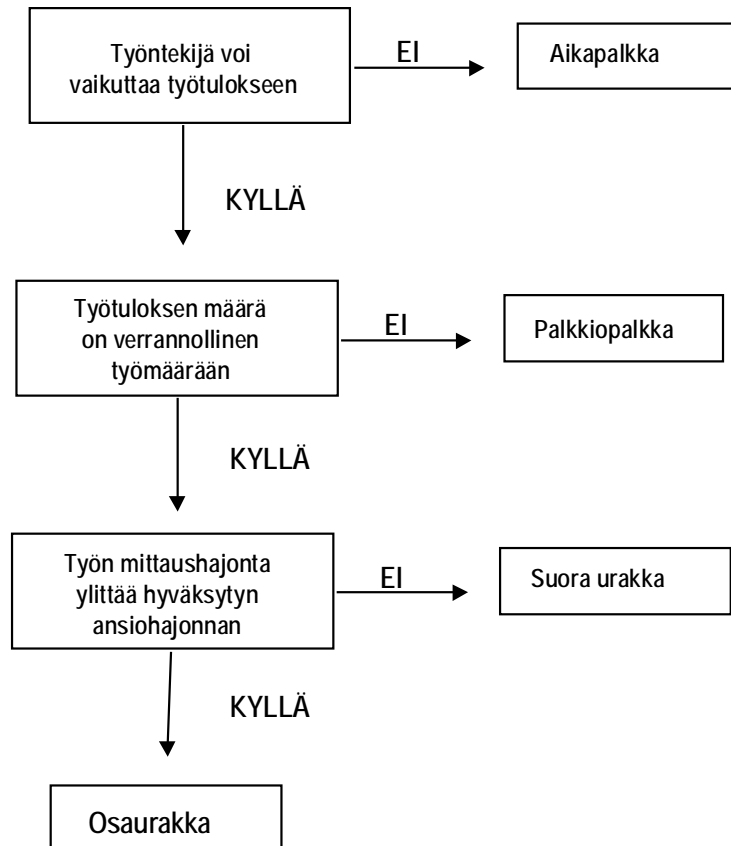 Työntekijä voi
vaikuttaa työtulokseen
EI
Aikapalkka
KYLLÄ
Työtuloksen määrä
on verrannollinen
työmäärään
EI
Palkkiopalkka
KYLLÄ
Työn mittaushajonta
ylittää hyväksytyn
ansiohajonnan
EI
Suora urakka
KYLLÄ
Osaurakka